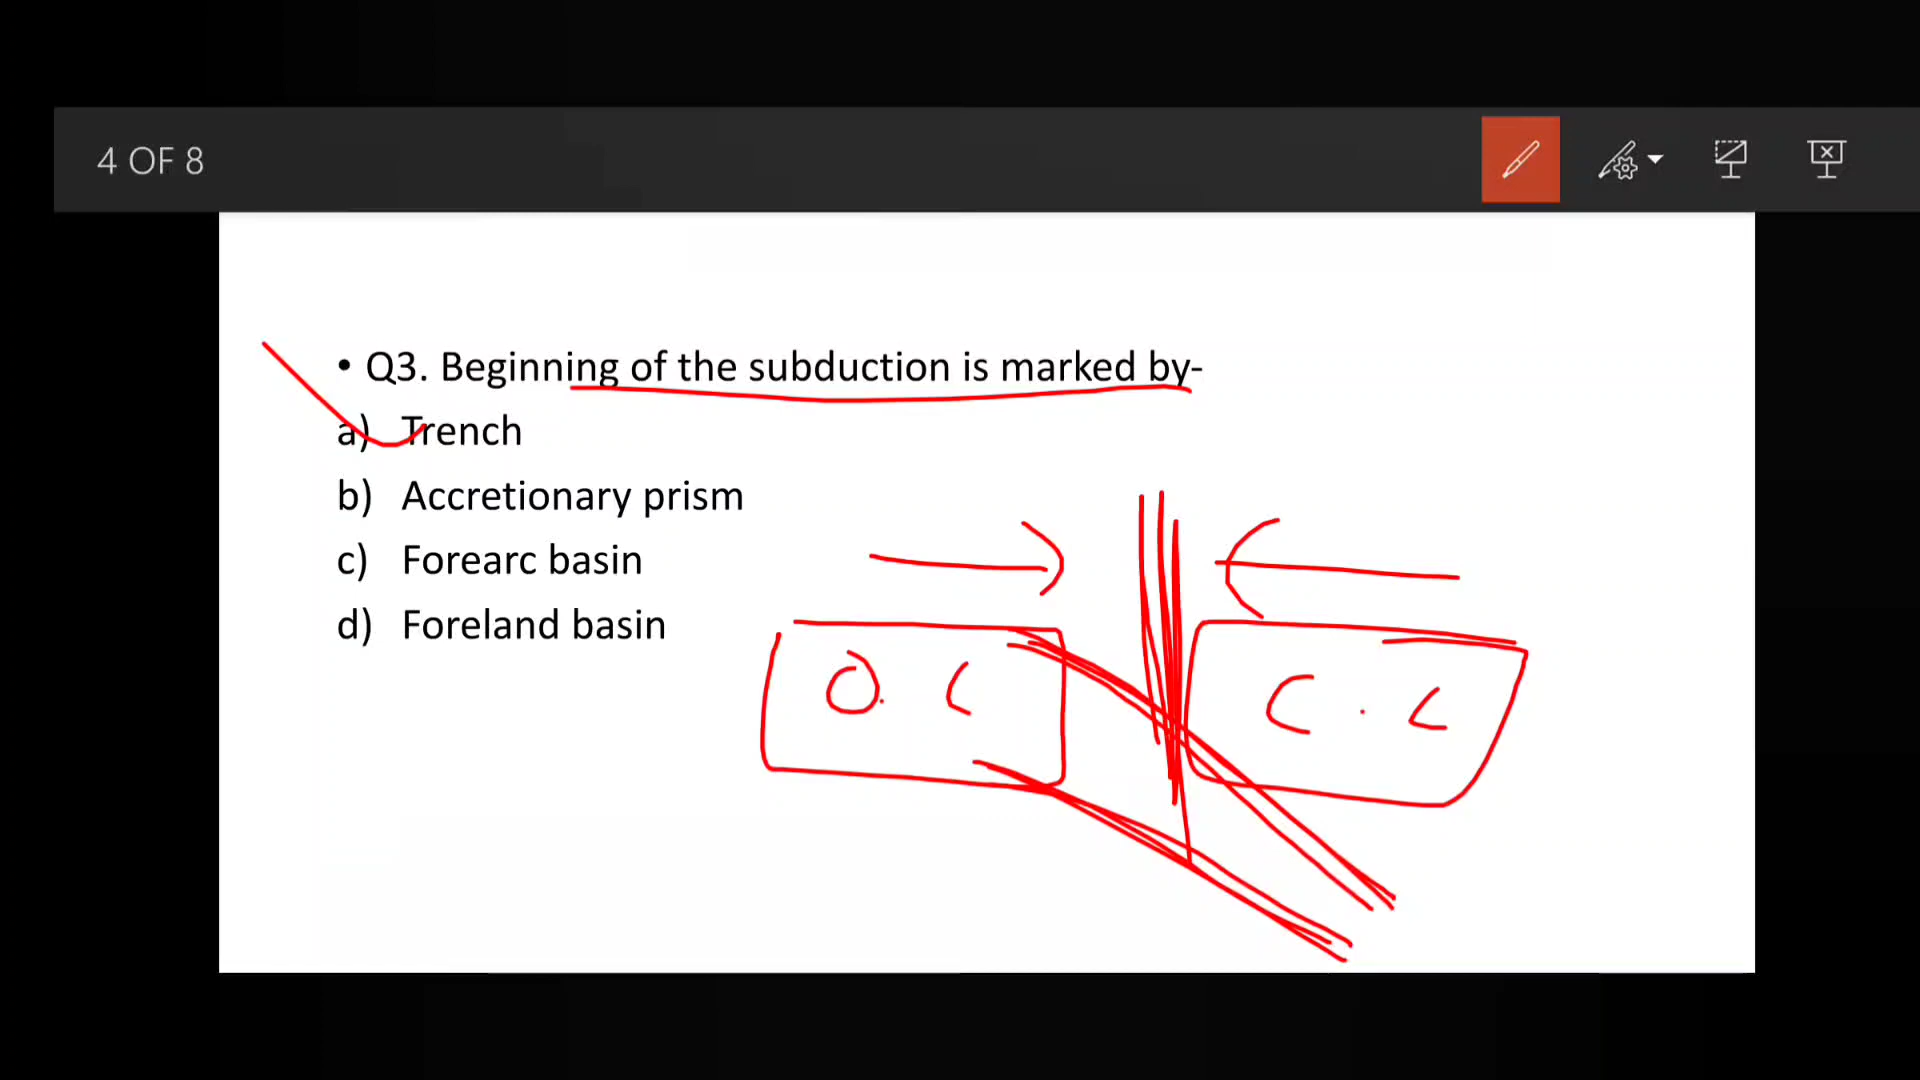 4 OF 8
• Q3. Beginning of the subduction is marked by-
a) Trench
b) Accretionary prism
c) Forearc basin
d) Foreland basin
O. C
C . C